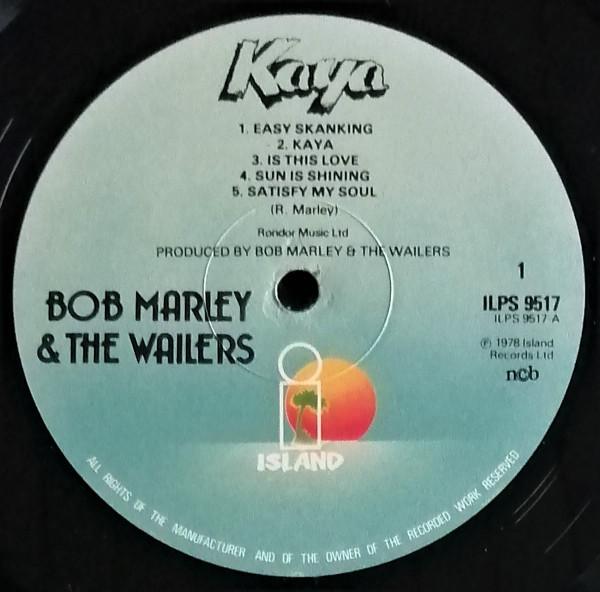 Kaya
1. EASY SKANKING
2. KAYA
3. IS THIS LOVE
4. SUN IS SHINING
5. SATISFY MY SOUL
(R. Marley)
Rondor Music Ltd
PRODUCED BY BOB MARLEY & THE WAILERS
1
BOB MARLEY
& THE WAILERS
ILPS 9517
ILPS 9517-A
℗ 1978 Island
Records Ltd
ncb
ISLAND
ALL RIGHTS OF THE MANUFACTURER AND OF THE OWNER OF THE RECORDED WORK RESERVED